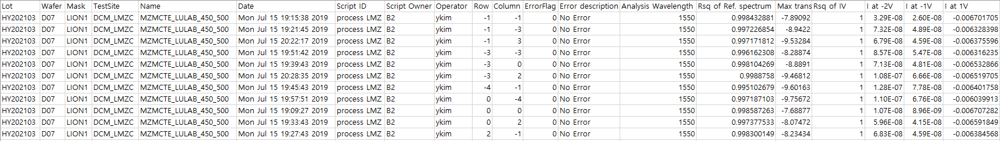 Lot Wafer Mask TestSite Name Date Script ID Script Owner Operator Row Column ErrorFlag Error description Analysis Wavelength Rsq of Ref. spectrum Max trans Rsq of IV I at -2V I at -1V I at 1V
HY202103 D07 LION1 DCM_LMZC MZMCTE_LULAB_450_500 Mon Jul 15 19:15:38 2019 process LMZ B2 ykim -1 -1 0 No Error 1550 0.998432881 -7.89092 1 3.29E-08 2.60E-08 -0.006701705
HY202103 D07 LION1 DCM_LMZC MZMCTE_LULAB_450_500 Mon Jul 15 19:21:45 2019 process LMZ B2 ykim -1 -3 0 No Error 1550 0.997226854 -8.9422 1 7.32E-08 4.89E-08 -0.006328398
HY202103 D07 LION1 DCM_LMZC MZMCTE_LULAB_450_500 Mon Jul 15 20:22:17 2019 process LMZ B2 ykim -1 3 0 No Error 1550 0.997171812 -9.53284 1 6.79E-08 4.59E-08 -0.006375596
HY202103 D07 LION1 DCM_LMZC MZMCTE_LULAB_450_500 Mon Jul 15 19:51:42 2019 process LMZ B2 ykim -3 -3 0 No Error 1550 0.996162308 -8.28874 1 8.57E-08 5.47E-08 -0.006316235
HY202103 D07 LION1 DCM_LMZC MZMCTE_LULAB_450_500 Mon Jul 15 19:39:43 2019 process LMZ B2 ykim -3 0 0 No Error 1550 0.998104269 -8.8891 1 7.13E-08 4.81E-08 -0.006532866
HY202103 D07 LION1 DCM_LMZC MZMCTE_LULAB_450_500 Mon Jul 15 20:28:35 2019 process LMZ B2 ykim -3 2 0 No Error 1550 0.9988758 -9.46812 1 1.08E-07 6.66E-08 -0.006519705
HY202103 D07 LION1 DCM_LMZC MZMCTE_LULAB_450_500 Mon Jul 15 19:45:43 2019 process LMZ B2 ykim -4 -1 0 No Error 1550 0.995102679 -9.60163 1 1.28E-07 7.78E-08 -0.006401758
HY202103 D07 LION1 DCM_LMZC MZMCTE_LULAB_450_500 Mon Jul 15 19:57:51 2019 process LMZ B2 ykim 0 -4 0 No Error 1550 0.997187103 -9.75672 1 1.10E-07 6.76E-08 -0.006039913
HY202103 D07 LION1 DCM_LMZC MZMCTE_LULAB_450_500 Mon Jul 15 19:09:27 2019 process LMZ B2 ykim 0 0 0 No Error 1550 0.998587263 -7.68877 1 1.07E-08 8.96E-09 -0.006707282
HY202103 D07 LION1 DCM_LMZC MZMCTE_LULAB_450_500 Mon Jul 15 19:33:43 2019 process LMZ B2 ykim 0 2 0 No Error 1550 0.997377533 -8.07472 1 5.96E-08 4.15E-08 -0.006591849
HY202103 D07 LION1 DCM_LMZC MZMCTE_LULAB_450_500 Mon Jul 15 19:27:43 2019 process LMZ B2 ykim 2 -1 0 No Error 1550 0.998300149 -8.23434 1 6.83E-08 4.59E-08 -0.006384568